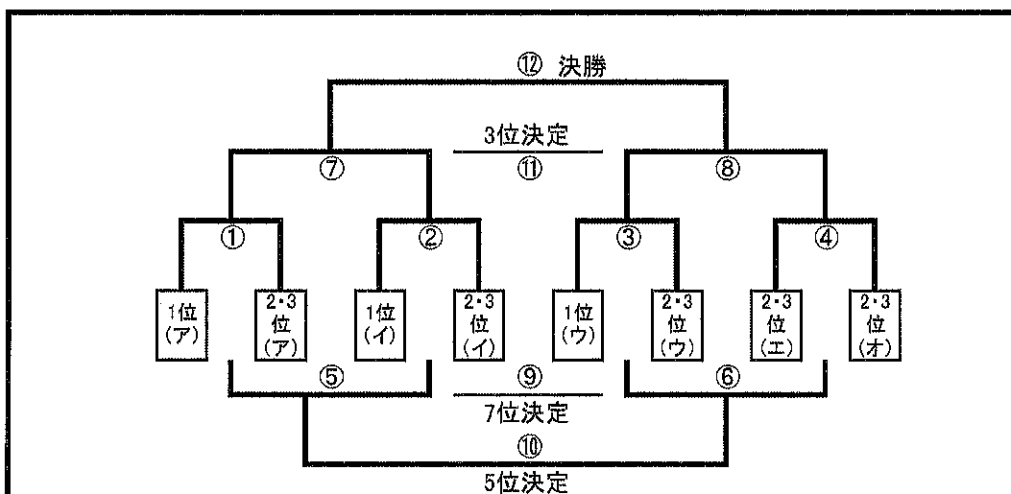 ⑫ 決勝
3位決定
⑦
⑪
⑧
①
②
③
④
1位
(ア)
2・3
位
(ア)
1位
(イ)
2・3
位
(イ)
1位
(ウ)
2・3
位
(ウ)
2・3
位
(エ)
2・3
位
(オ)
⑤
⑨
⑥
7位決定
⑩
5位決定